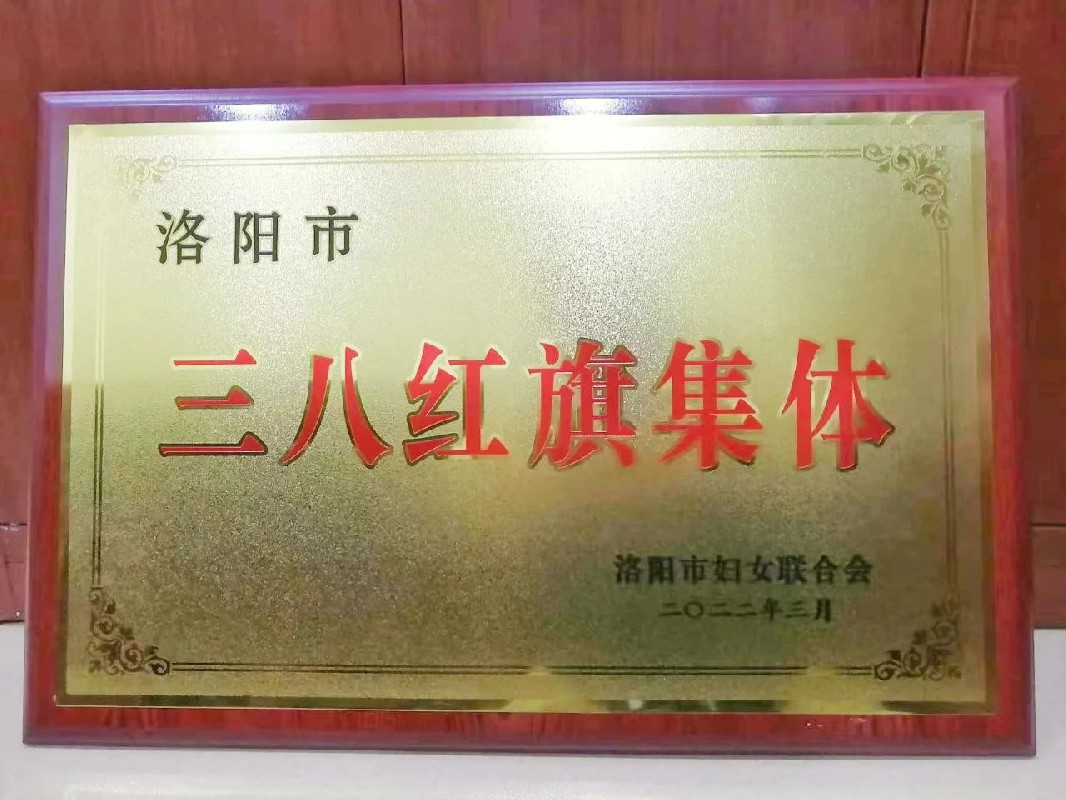 洛阳市
三八红旗集体
洛阳市妇女联合会
二〇二二年三月